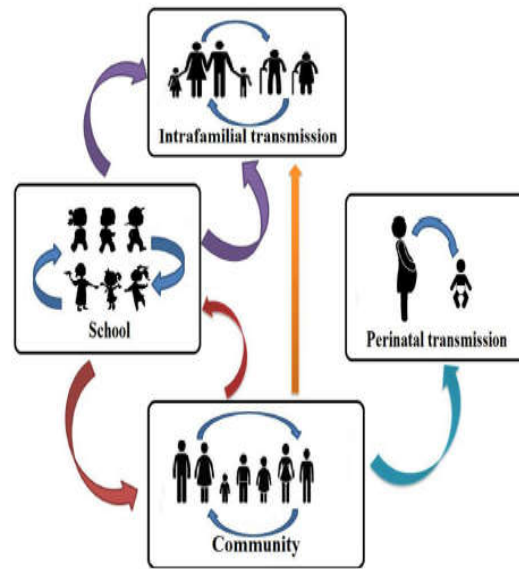 Intrafamilial transmission
School
Perinatal transmission
Community